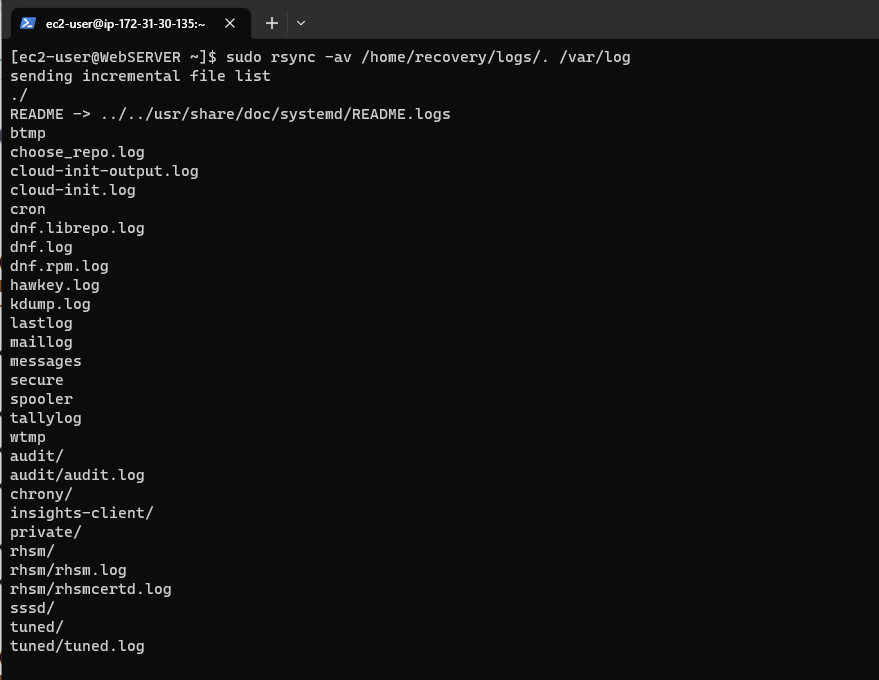 ec2-user@ip-172-31-30-135:~
[ec2-user@WebSERVER ~]$ sudo rsync -av /home/recovery/logs/. /var/log
sending incremental file list
./
README -> ../../usr/share/doc/systemd/README.logs
btmp
choose_repo.log
cloud-init-output.log
cloud-init.log
cron
dnf.librepo.log
dnf.log
dnf.rpm.log
hawkey.log
kdump.log
lastlog
maillog
messages
secure
spooler
tallylog
wtmp
audit/
audit/audit.log
chrony/
insights-client/
private/
rhsm/
rhsm/rhsm.log
rhsm/rhsmcertd.log
sssd/
tuned/
tuned/tuned.log